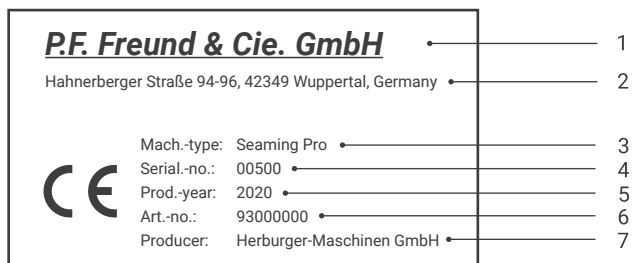 P.F. Freund & Cie. GmbH 1
Hahnerberger Straße 94-96, 42349 Wuppertal, Germany 2
Mach.-type: Seaming Pro 3
Serial.-no.: 00500 4
CE Prod.-year: 2020 5
Art.-no.: 93000000 6
Producer: Herburger-Maschinen GmbH 7